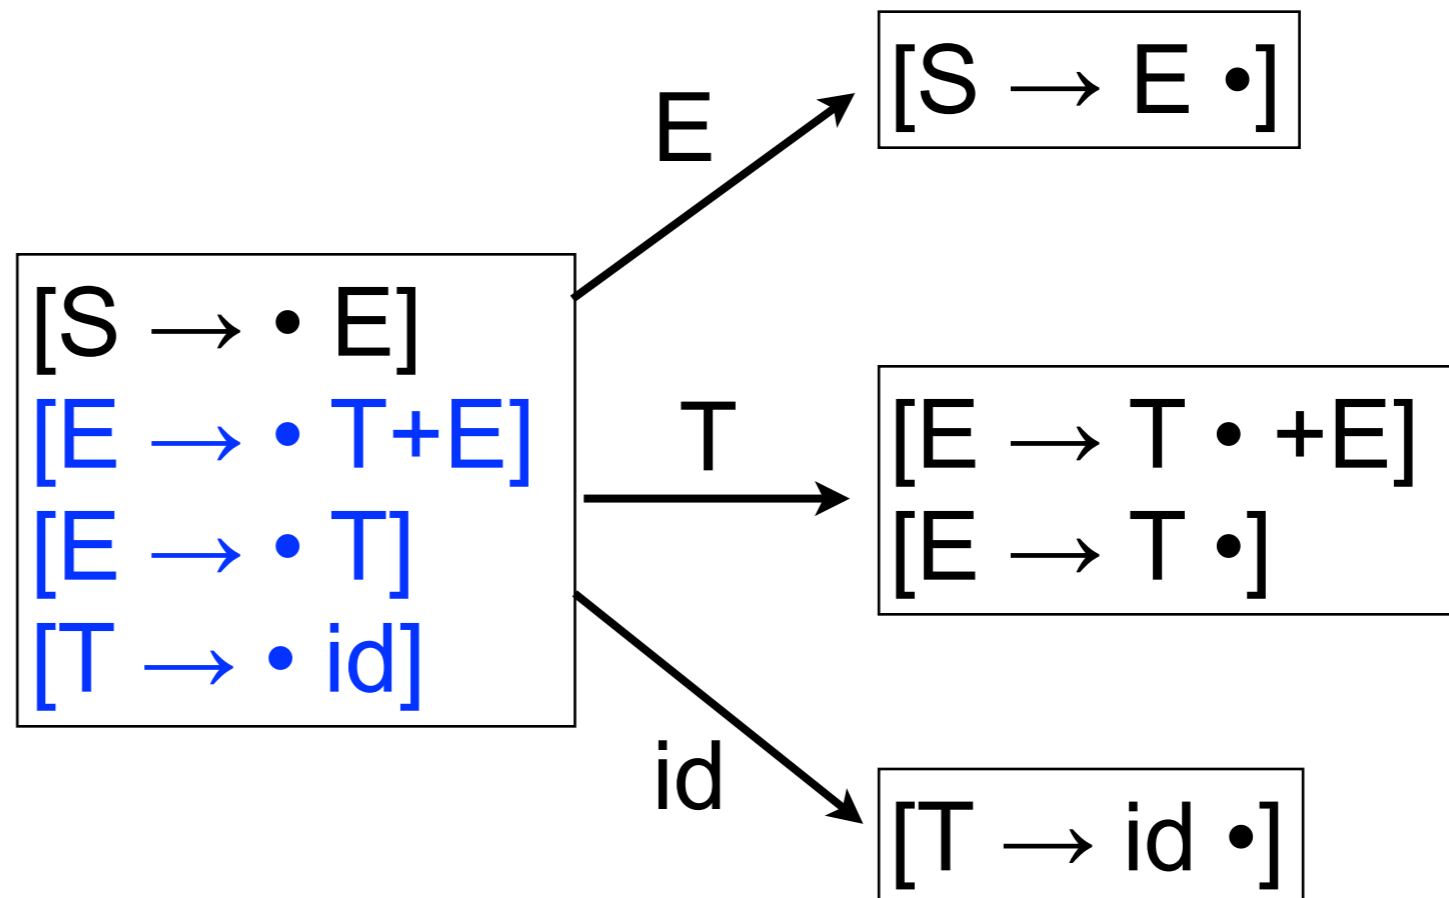 [S → E •]
E
[S → • E]
[E → • T+E]
[E → • T]
[T → • id]
T
[E → T • +E]
[E → T •]
id
[T → id •]